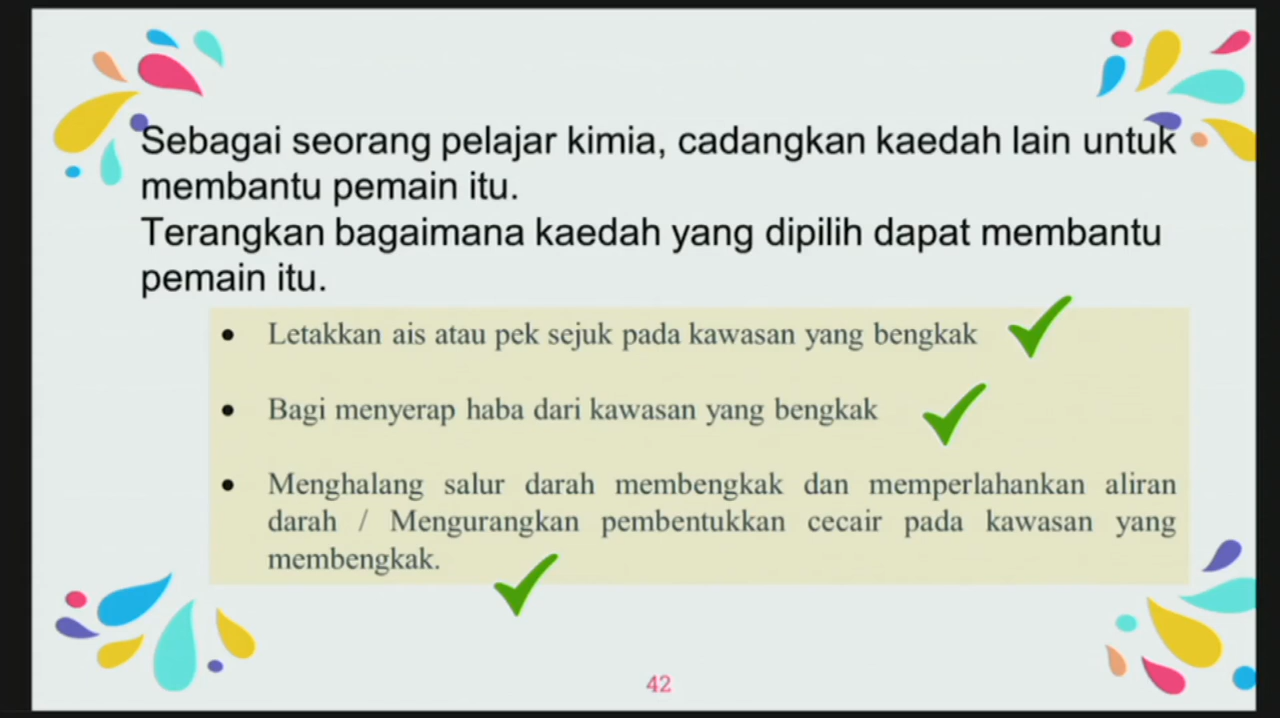 Sebagai seorang pelajar kimia, cadangkan kaedah lain untuk
membantu pemain itu.
Terangkan bagaimana kaedah yang dipilih dapat membantu
pemain itu.
• Letakkan ais atau pek sejuk pada kawasan yang bengkak
• Bagi menyerap haba dari kawasan yang bengkak
• Menghalang salur darah membengkak dan memperlahankan aliran
darah / Mengurangkan pembentukkan cecair pada kawasan yang
membengkak.
42